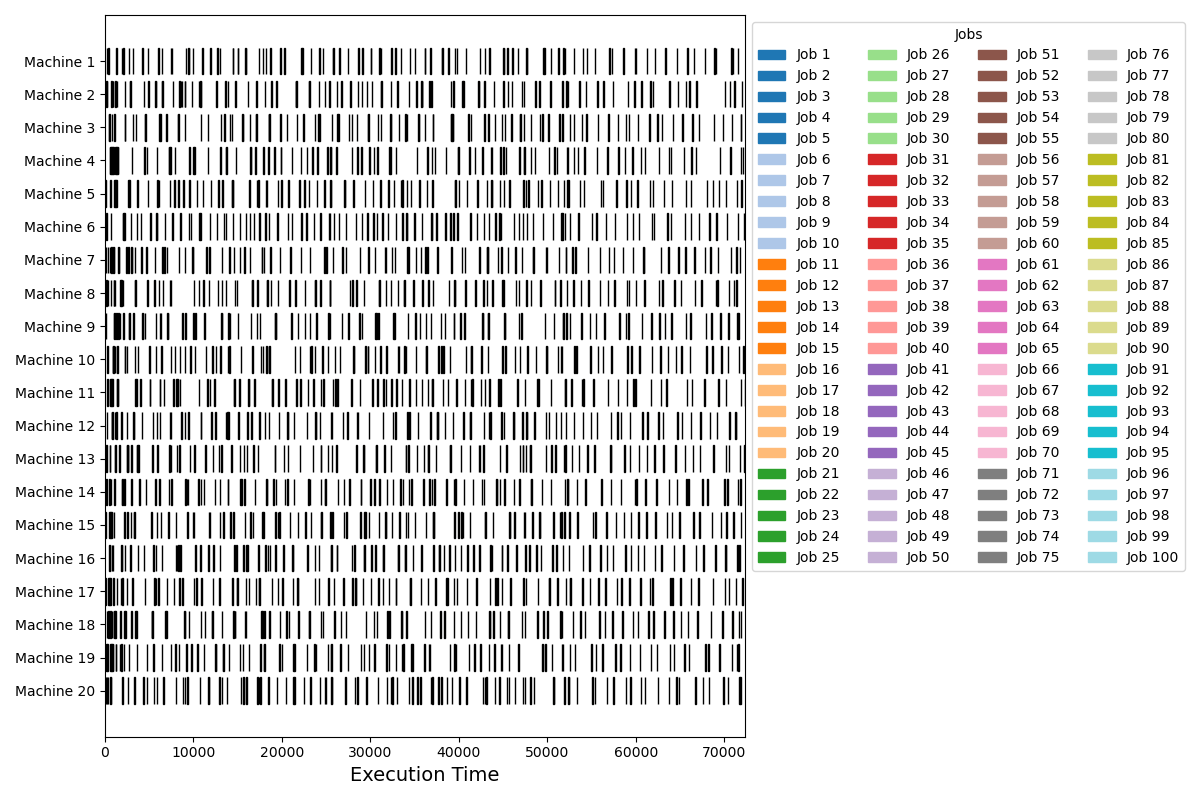 Machine 1
Machine 2
Machine 3
Machine 4
Machine 5
Machine 6
Machine 7
Machine 8
Machine 9
Machine 10
Machine 11
Machine 12
Machine 13
Machine 14
Machine 15
Machine 16
Machine 17
Machine 18
Machine 19
Machine 20
0 10000 20000 30000 40000 50000 60000 70000
Execution Time
Jobs
Job 1 Job 26 Job 51 Job 76
Job 2 Job 27 Job 52 Job 77
Job 3 Job 28 Job 53 Job 78
Job 4 Job 29 Job 54 Job 79
Job 5 Job 30 Job 55 Job 80
Job 6 Job 31 Job 56 Job 81
Job 7 Job 32 Job 57 Job 82
Job 8 Job 33 Job 58 Job 83
Job 9 Job 34 Job 59 Job 84
Job 10 Job 35 Job 60 Job 85
Job 11 Job 36 Job 61 Job 86
Job 12 Job 37 Job 62 Job 87
Job 13 Job 38 Job 63 Job 88
Job 14 Job 39 Job 64 Job 89
Job 15 Job 40 Job 65 Job 90
Job 16 Job 41 Job 66 Job 91
Job 17 Job 42 Job 67 Job 92
Job 18 Job 43 Job 68 Job 93
Job 19 Job 44 Job 69 Job 94
Job 20 Job 45 Job 70 Job 95
Job 21 Job 46 Job 71 Job 96
Job 22 Job 47 Job 72 Job 97
Job 23 Job 48 Job 73 Job 98
Job 24 Job 49 Job 74 Job 99
Job 25 Job 50 Job 75 Job 100